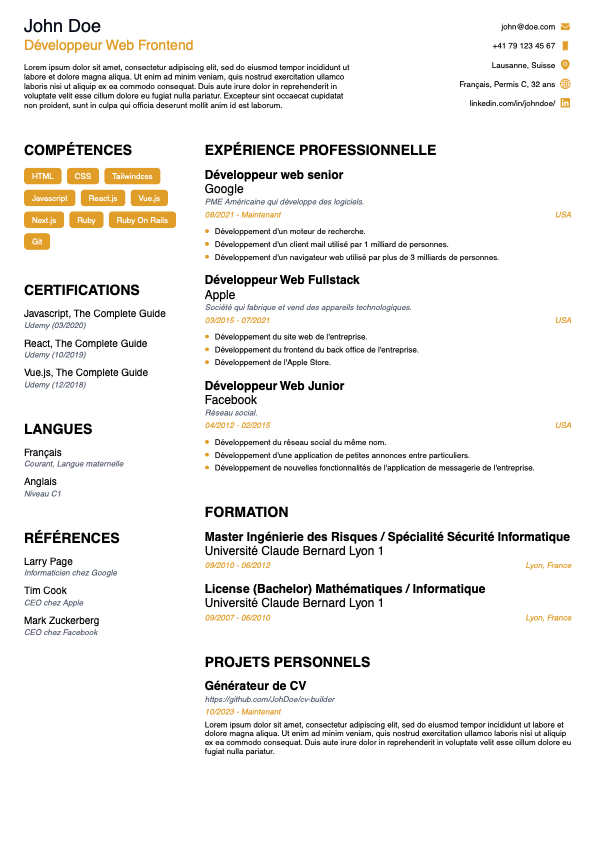 John Doe
Développeur Web Frontend
Lorem ipsum dolor sit amet, consectetur adipiscing elit, sed do eiusmod tempor incididunt ut
labore et dolore magna aliqua. Ut enim ad minim veniam, quis nostrud exercitation ullamco
laboris nisi ut aliquip ex ea commodo consequat. Duis aute irure dolor in reprehenderit in
voluptate velit esse cillum dolore eu fugiat nulla pariatur. Excepteur sint occaecat cupidatat
non proident, sunt in culpa qui officia deserunt mollit anim id est laborum.
john@doe.com
+41 79 123 45 67
Lausanne, Suisse
Français, Permis C, 32 ans
linkedin.com/in/johndoe/
COMPÉTENCES
HTML CSS Tailwindcss
Javascript React.js Vue.js
Next.js Ruby Ruby On Rails
Git
CERTIFICATIONS
Javascript, The Complete Guide
Udemy (03/2020)
React, The Complete Guide
Udemy (10/2019)
Vue.js, The Complete Guide
Udemy (12/2018)
LANGUES
Français
Courant, Langue maternelle
Anglais
Niveau C1
RÉFÉRENCES
Larry Page
Informaticien chez Google
Tim Cook
CEO chez Apple
Mark Zuckerberg
CEO chez Facebook
EXPÉRIENCE PROFESSIONNELLE
Développeur web senior
Google
PME Américaine qui développe des logiciels.
08/2021 - Maintenant USA
Développement d'un moteur de recherche.
Développement d'un client mail utilisé par 1 milliard de personnes.
Développement d'un navigateur web utilisé par plus de 3 milliards de personnes.
Développeur Web Fullstack
Apple
Société qui fabrique et vend des appareils technologiques.
03/2015 - 07/2021 USA
Développement du site web de l'entreprise.
Développement du frontend du back office de l'entreprise.
Développement de l'Apple Store.
Développeur Web Junior
Facebook
Réseau social.
04/2012 - 02/2015 USA
Développement du réseau social du même nom.
Développement d'une application de petites annonces entre particuliers.
Développement de nouvelles fonctionnalités de l'application de messagerie de l'entreprise.
FORMATION
Master Ingénierie des Risques / Spécialité Sécurité Informatique
Université Claude Bernard Lyon 1
09/2010 - 06/2012 Lyon, France
License (Bachelor) Mathématiques / Informatique
Université Claude Bernard Lyon 1
09/2007 - 06/2010 Lyon, France
PROJETS PERSONNELS
Générateur de CV
https://github.com/JohDoe/cv-builder
10/2023 - Maintenant
Lorem ipsum dolor sit amet, consectetur adipiscing elit, sed do eiusmod tempor incididunt ut labore et
dolore magna aliqua. Ut enim ad minim veniam, quis nostrud exercitation ullamco laboris nisi ut aliquip
ex ea commodo consequat. Duis aute irure dolor in reprehenderit in voluptate velit esse cillum dolore eu
fugiat nulla pariatur.